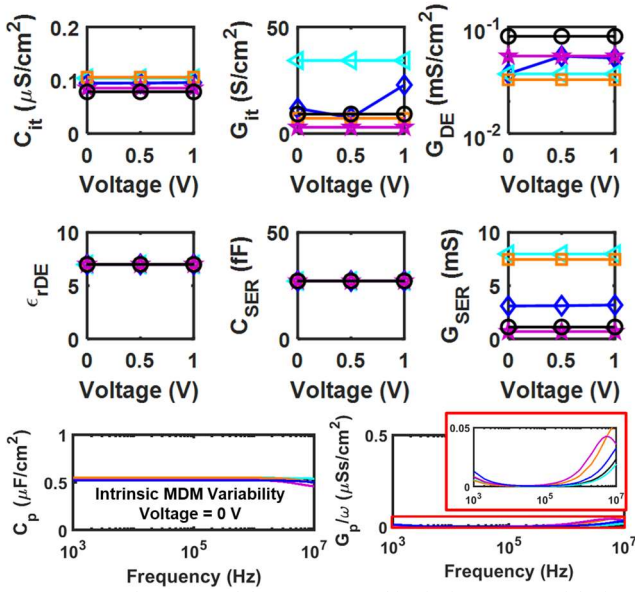 C_it (μS/cm²)
0.2
0.1
0
0 0.5 1
Voltage (V)
G_it (S/cm²)
50
0
0 0.5 1
Voltage (V)
G_DE (mS/cm²)
10⁻¹
10⁻²
0 0.5 1
Voltage (V)
ϵ_rDE
10
5
0
0 0.5 1
Voltage (V)
C_SER (fF)
50
0
0 0.5 1
Voltage (V)
G_SER (mS)
10
5
0
0 0.5 1
Voltage (V)
C_p (μF/cm²)
1
0.5
0
Intrinsic MDM Variability
Voltage = 0 V
10³ 10⁵ 10⁷
Frequency (Hz)
G_p/ω (μSs/cm²)
0.5
0
0.05
0
10³ 10⁵ 10⁷
10³ 10⁵ 10⁷
Frequency (Hz)